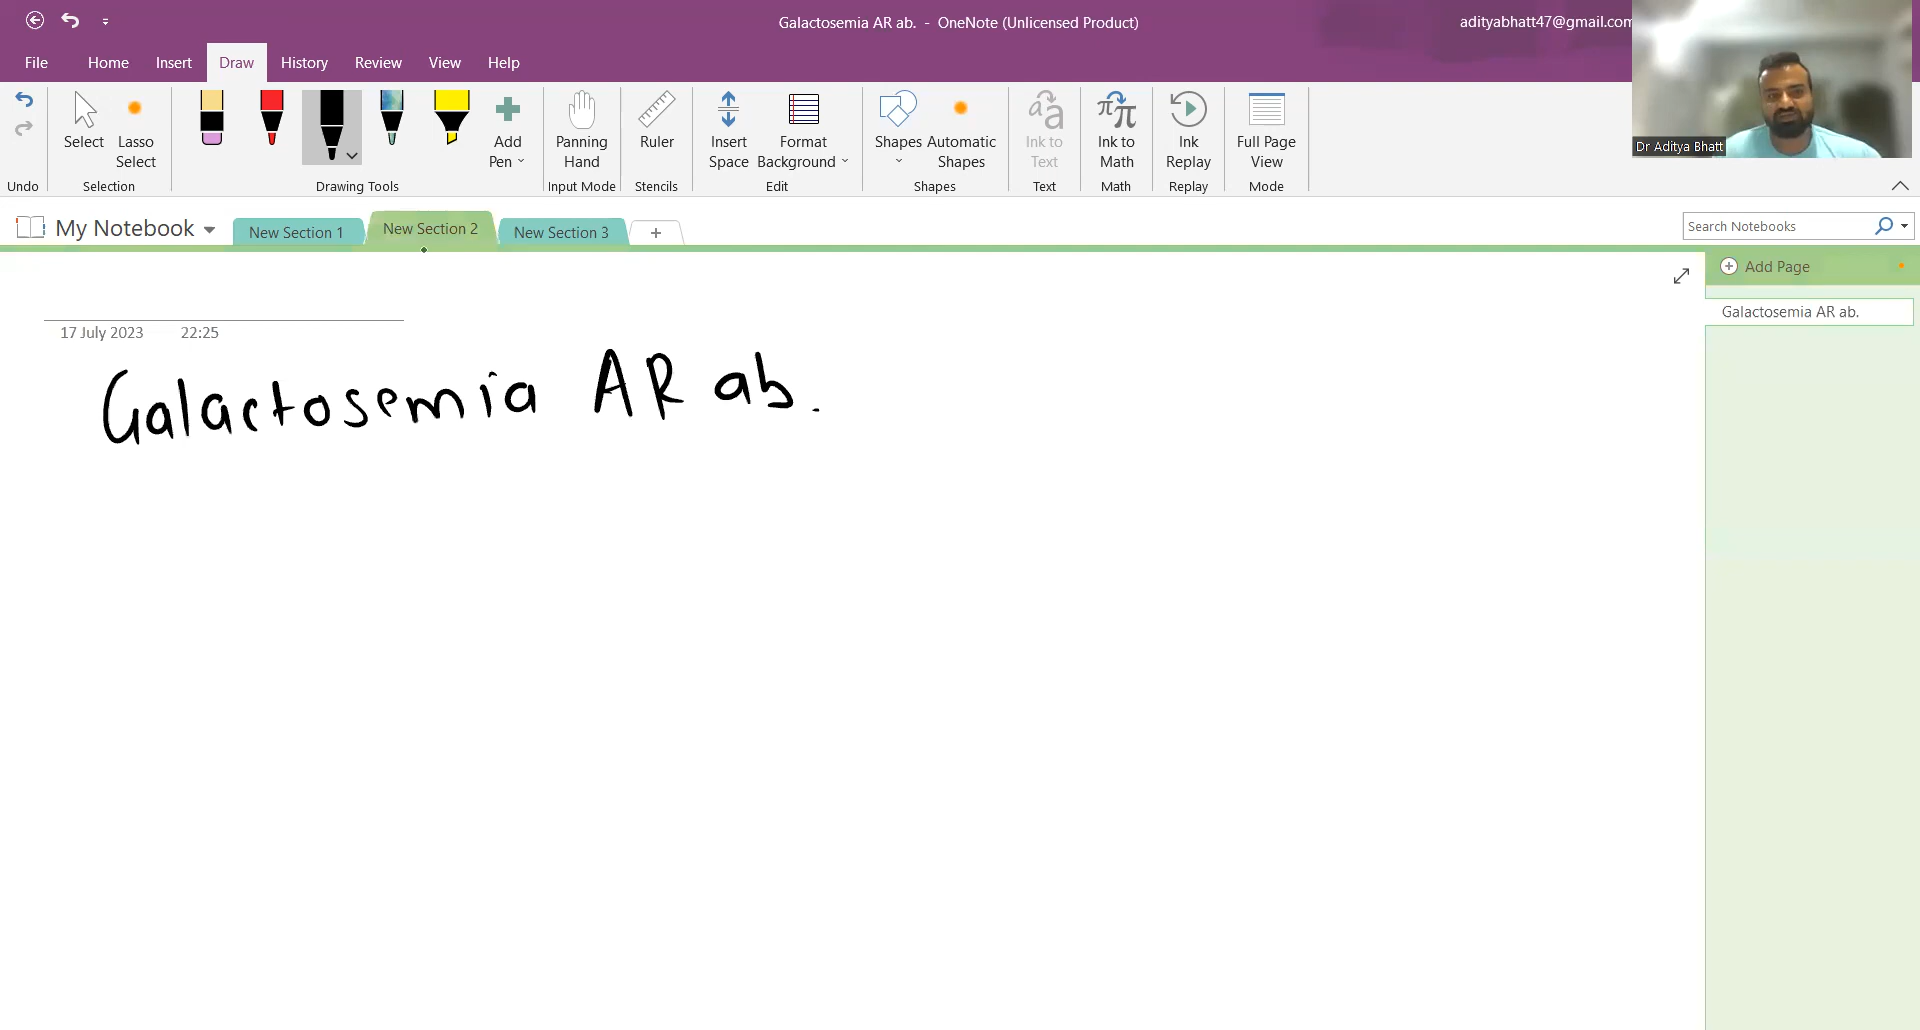 Galactosemia AR ab. - OneNote (Unlicensed Product)
adityabhatt47@gmail.com
File Home Insert Draw History Review View Help
Select
Lasso Select
Add Pen
Panning Hand
Ruler
Insert Space
Format Background
Shapes
Automatic Shapes
Ink to Text
Ink to Math
Ink Replay
Full Page View
Dr Aditya Bhatt
Undo Selection Drawing Tools Input Mode Stencils Edit Shapes Text Math Replay Mode
My Notebook New Section 1 New Section 2 New Section 3 +
Search Notebooks
Add Page
Galactosemia AR ab.
17 July 2023 22:25
Galactosemia AR ab.